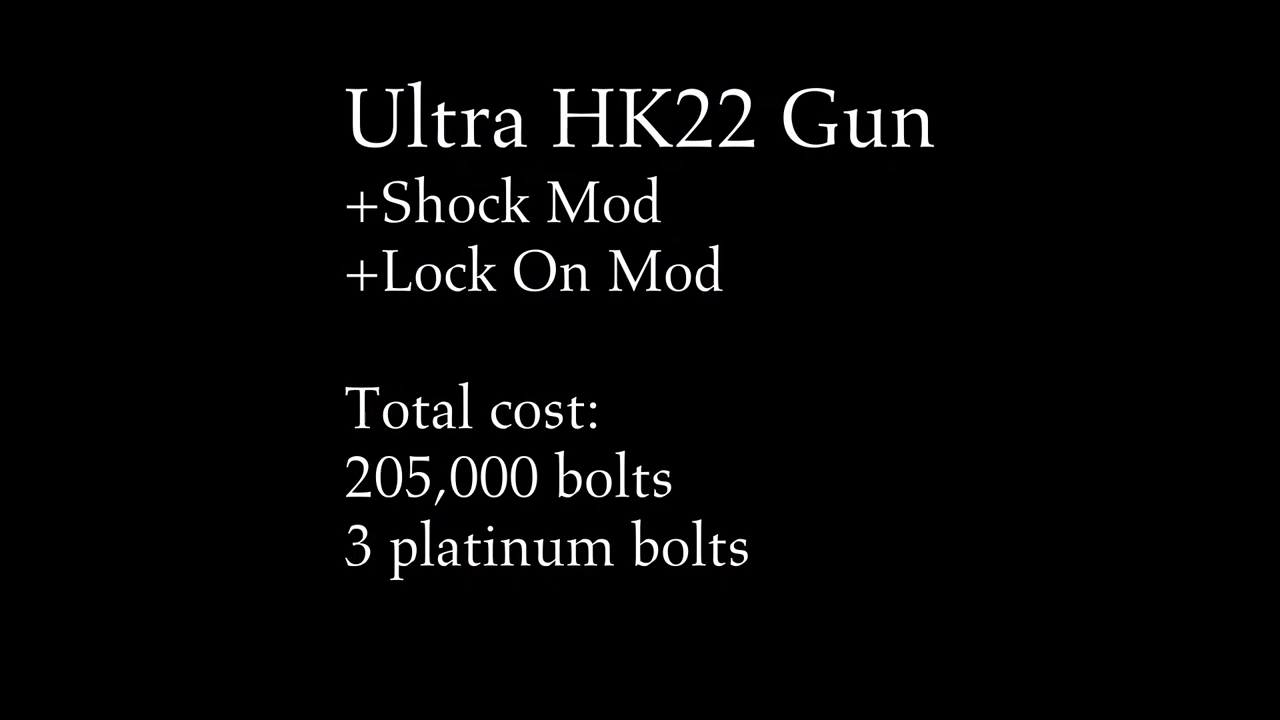 Ultra HK22 Gun
+Shock Mod
+Lock On Mod
Total cost:
205,000 bolts
3 platinum bolts